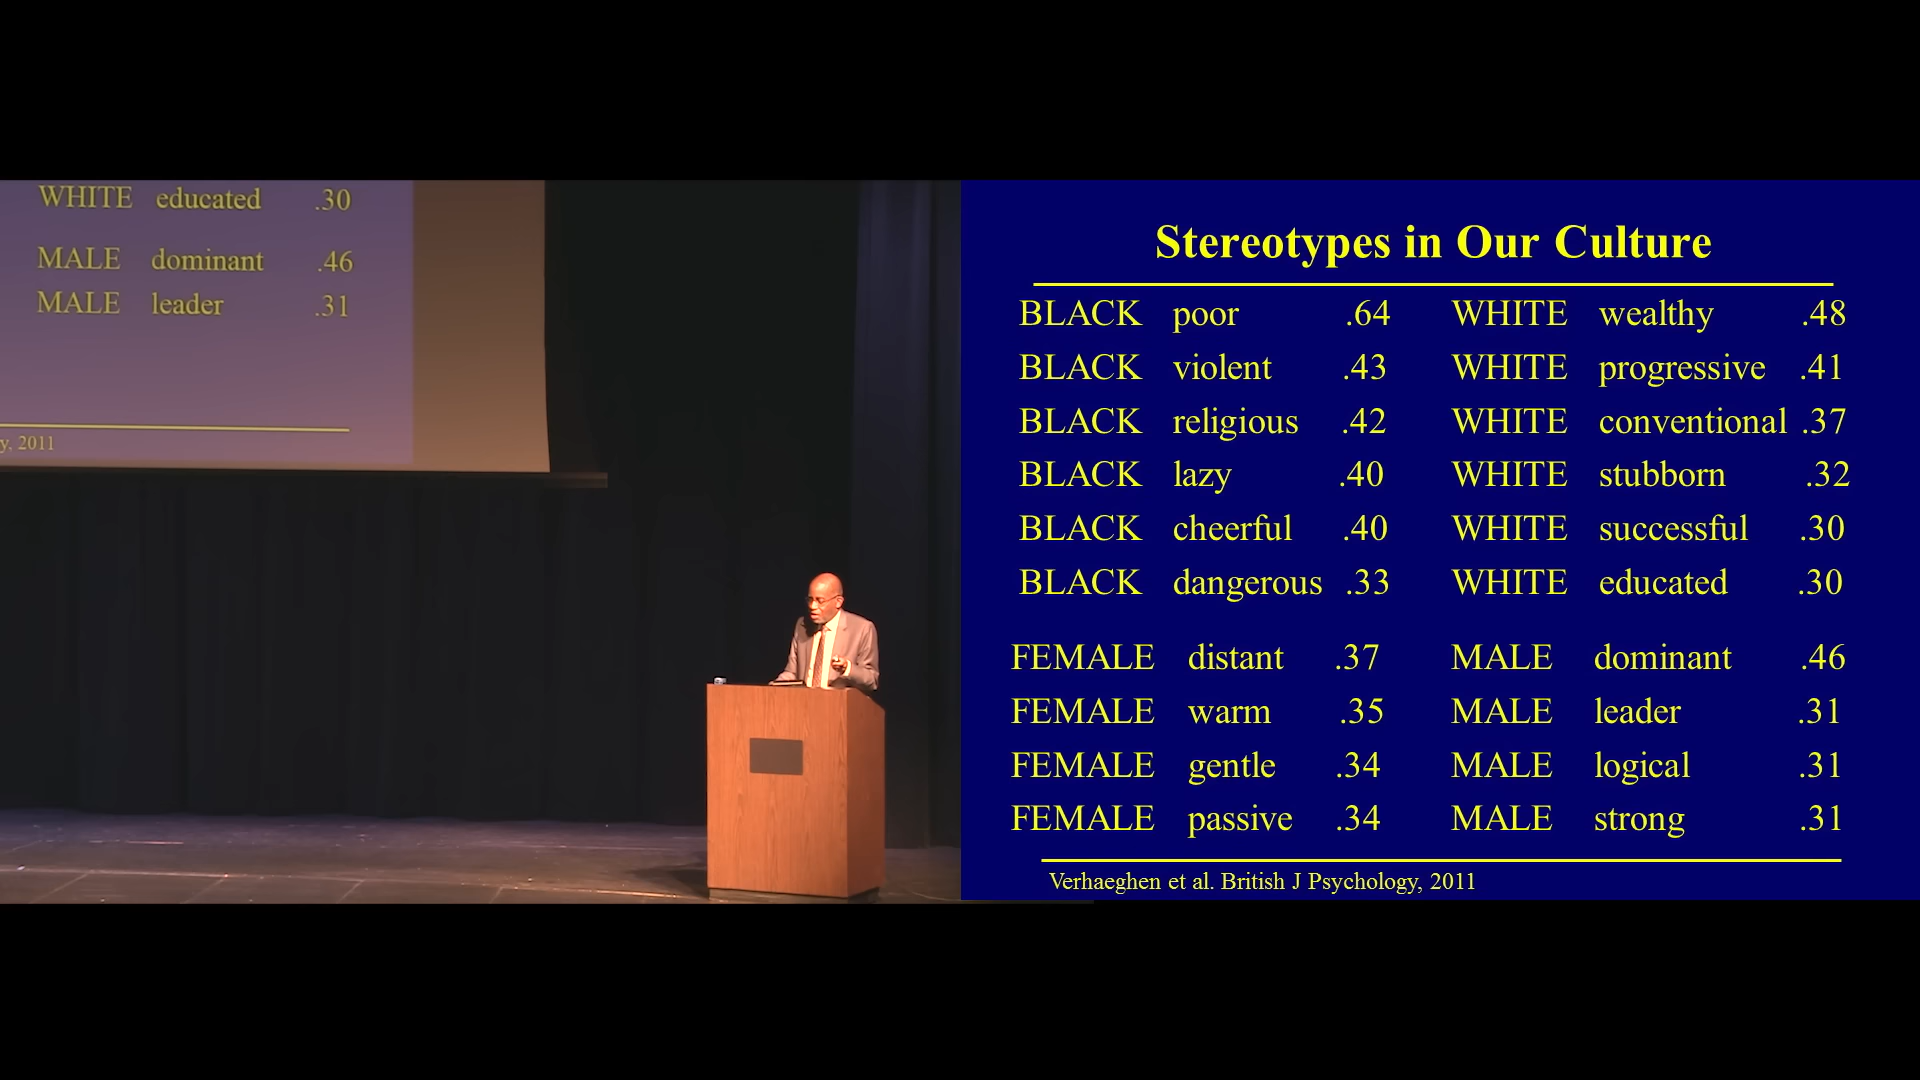 WHITE educated .30
MALE dominant .46
MALE leader .31
y, 2011
Stereotypes in Our Culture
BLACK poor .64 WHITE wealthy .48
BLACK violent .43 WHITE progressive .41
BLACK religious .42 WHITE conventional .37
BLACK lazy .40 WHITE stubborn .32
BLACK cheerful .40 WHITE successful .30
BLACK dangerous .33 WHITE educated .30
FEMALE distant .37 MALE dominant .46
FEMALE warm .35 MALE leader .31
FEMALE gentle .34 MALE logical .31
FEMALE passive .34 MALE strong .31
Verhaeghen et al. British J Psychology, 2011